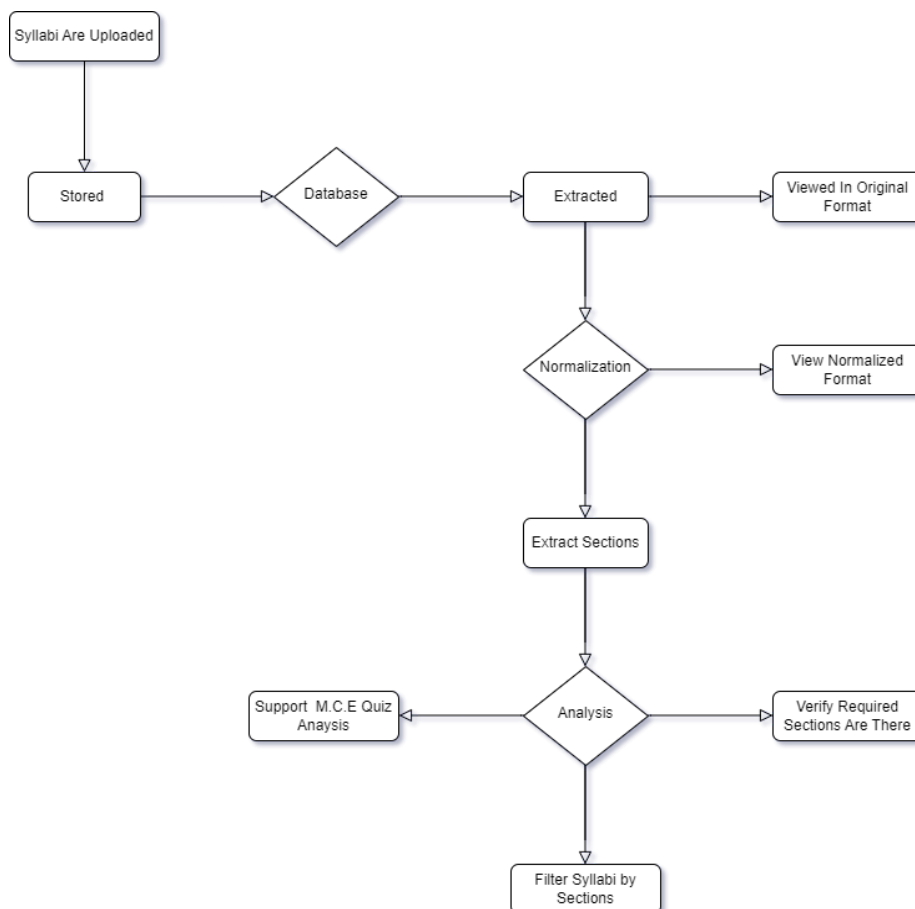 Syllabi Are Uploaded
Stored
Database
Extracted
Viewed In Original
Format
Normalization
View Normalized
Format
Extract Sections
Support M.C.E Quiz
Anaysis
Analysis
Verify Required
Sections Are There
Filter Syllabi by
Sections